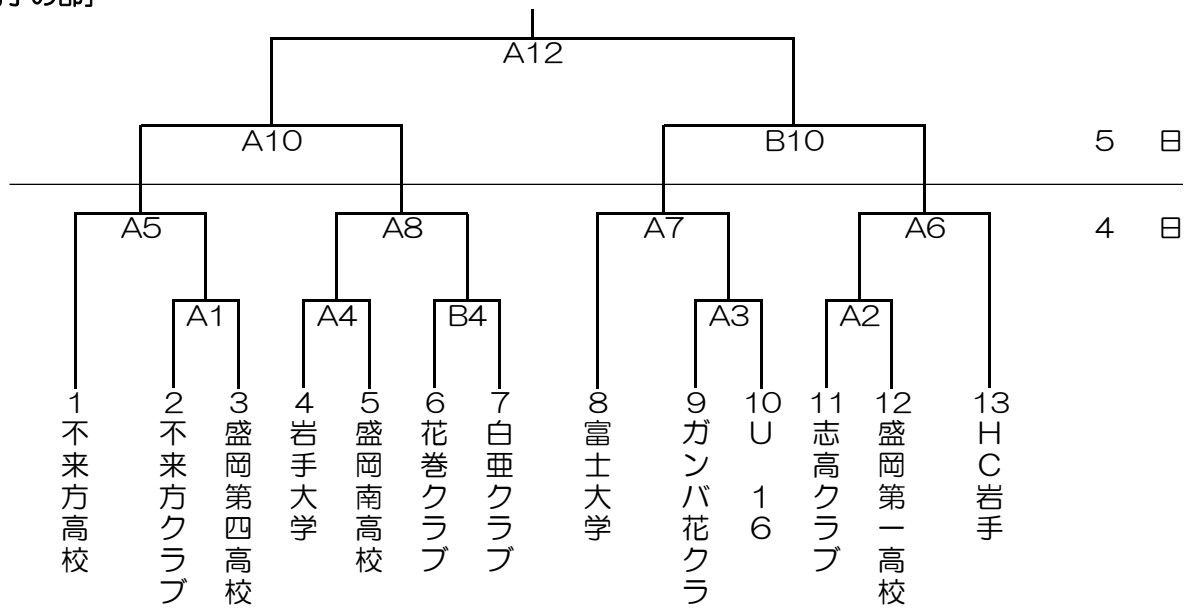 の部」
A12
A10 B10 5 日
A5 A8 A7 A6 4 日
A1 A4 B4 A3 A2
1 2 3 4 5 6 7 8 9 10 11 12 13
不来方高校
不来方クラブ
盛岡第四高校
岩手大学
盛岡南高校
花巻クラブ
白亜クラブ
富士大学
ガンバ花クラ
U 16
志高クラブ
盛岡第一高校
HC岩手